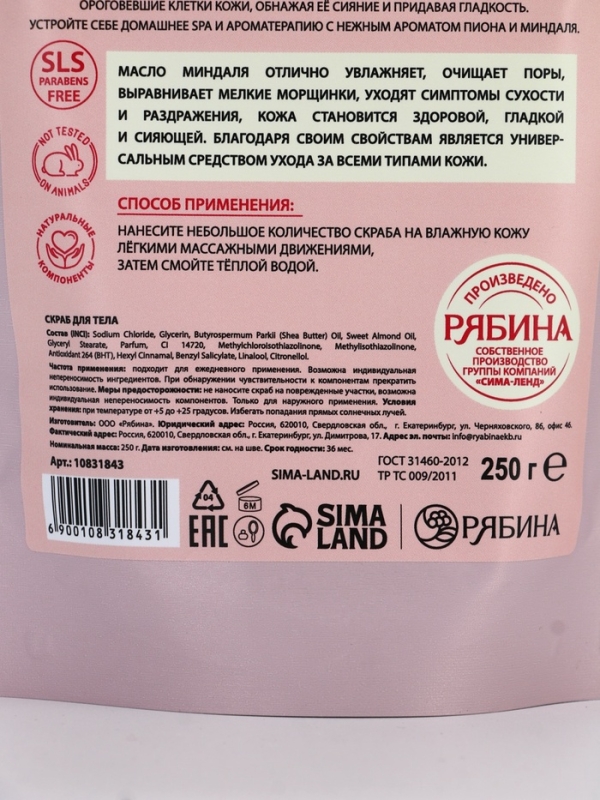 ОРОГОВЕВШИЕ КЛЕТКИ КОЖИ, ОБНАЖАЯ ЕЁ СИЯНИЕ И ПРИДАВАЯ ГЛАДКОСТЬ.
УСТРОЙТЕ СЕБЕ ДОМАШНЕЕ SPA И АРОМАТЕРАПИЮ С НЕЖНЫМ АРОМАТОМ ПИОНА И МИНДАЛЯ.
SLS
PARABENS
FREE
МАСЛО МИНДАЛЯ ОТЛИЧНО УВЛАЖНЯЕТ, ОЧИЩАЕТ ПОРЫ,
ВЫРАВНИВАЕТ МЕЛКИЕ МОРЩИНКИ, УХОДЯТ СИМПТОМЫ СУХОСТИ
И РАЗДРАЖЕНИЯ, КОЖА СТАНОВИТСЯ ЗДОРОВОЙ, ГЛАДКОЙ
И СИЯЮЩЕЙ. БЛАГОДАРЯ СВОИМ СВОЙСТВАМ ЯВЛЯЕТСЯ УНИВЕР-
САЛЬНЫМ СРЕДСТВОМ УХОДА ЗА ВСЕМИ ТИПАМИ КОЖИ.
NOT TESTED
ON ANIMALS
СПОСОБ ПРИМЕНЕНИЯ:
НАНЕСИТЕ НЕБОЛЬШОЕ КОЛИЧЕСТВО СКРАБА НА ВЛАЖНУЮ КОЖУ
ЛЁГКИМИ МАССАЖНЫМИ ДВИЖЕНИЯМИ,
ЗАТЕМ СМОЙТЕ ТЁПЛОЙ ВОДОЙ.
НАТУРАЛЬНЫЕ
КОМПОНЕНТЫ
ПРОИЗВЕДЕНО
РЯБИНА
СОБСТВЕННОЕ
ПРОИЗВОДСТВО
ГРУППЫ КОМПАНИЙ
«СИМА-ЛЕНД»
СКРАБ ДЛЯ ТЕЛА
Состав (INCI): Sodium Chloride, Glycerin, Butyrospermum Parkii (Shea Butter) Oil, Sweet Almond Oil,
Glyceryl Stearate, Parfum, CI 14720, Methylchloroisothiazolinone, Methylisothiazolinone,
Antioxidant 264 (BHT), Hexyl Cinnamal, Benzyl Salicylate, Linalool, Citronellol.
Частота применения: подходит для ежедневного применения. Возможна индивидуальная
непереносимость ингредиентов. При обнаружении чувствительности к компонентам прекратить
использование. Меры предосторожности: не наносите скраб на поврежденные участки, возможна
индивидуальная непереносимость компонентов. Только для наружного применения. Условия
хранения: при температуре от +5 до +25 градусов. Избегать попадания прямых солнечных лучей.
Изготовитель: ООО «Рябина». Юридический адрес: Россия, 620010, Свердловская обл., г. Екатеринбург, ул. Черняховского, 86, офис 46.
Фактический адрес: Россия, 620010, Свердловская обл., г. Екатеринбург, ул. Димитрова, 17. Адрес эл. почты: info@ryabinaekb.ru
Номинальная масса: 250 г. Дата изготовления: см. на шве. Срок годности: 36 мес.
Арт.: 10831843
SIMA-LAND.RU
ГОСТ 31460-2012
ТР ТС 009/2011
250 г e
6 900108 318431
EAC
04
6M
SIMA
LAND
РЯБИНА